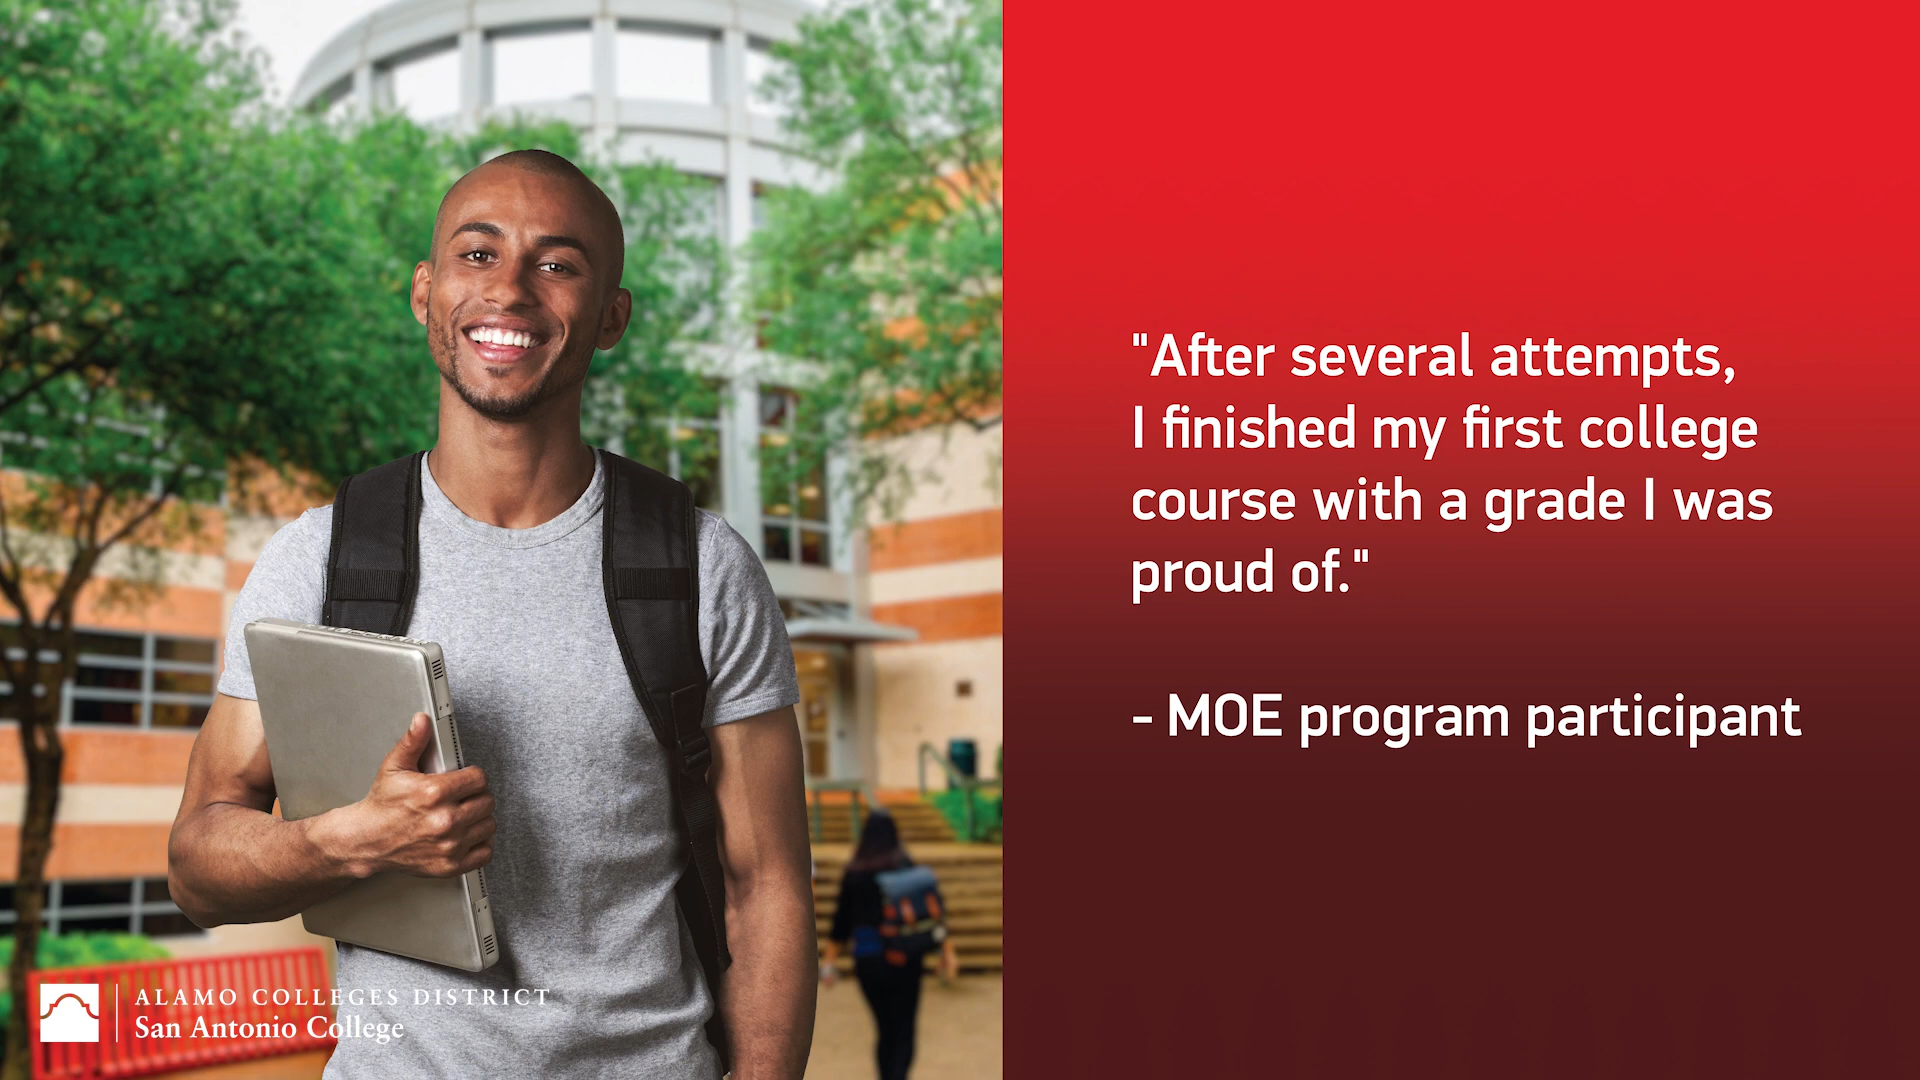 "After several attempts,
I finished my first college
course with a grade I was
proud of."
- MOE program participant
ALAMO COLLEGES DISTRICT
San Antonio College